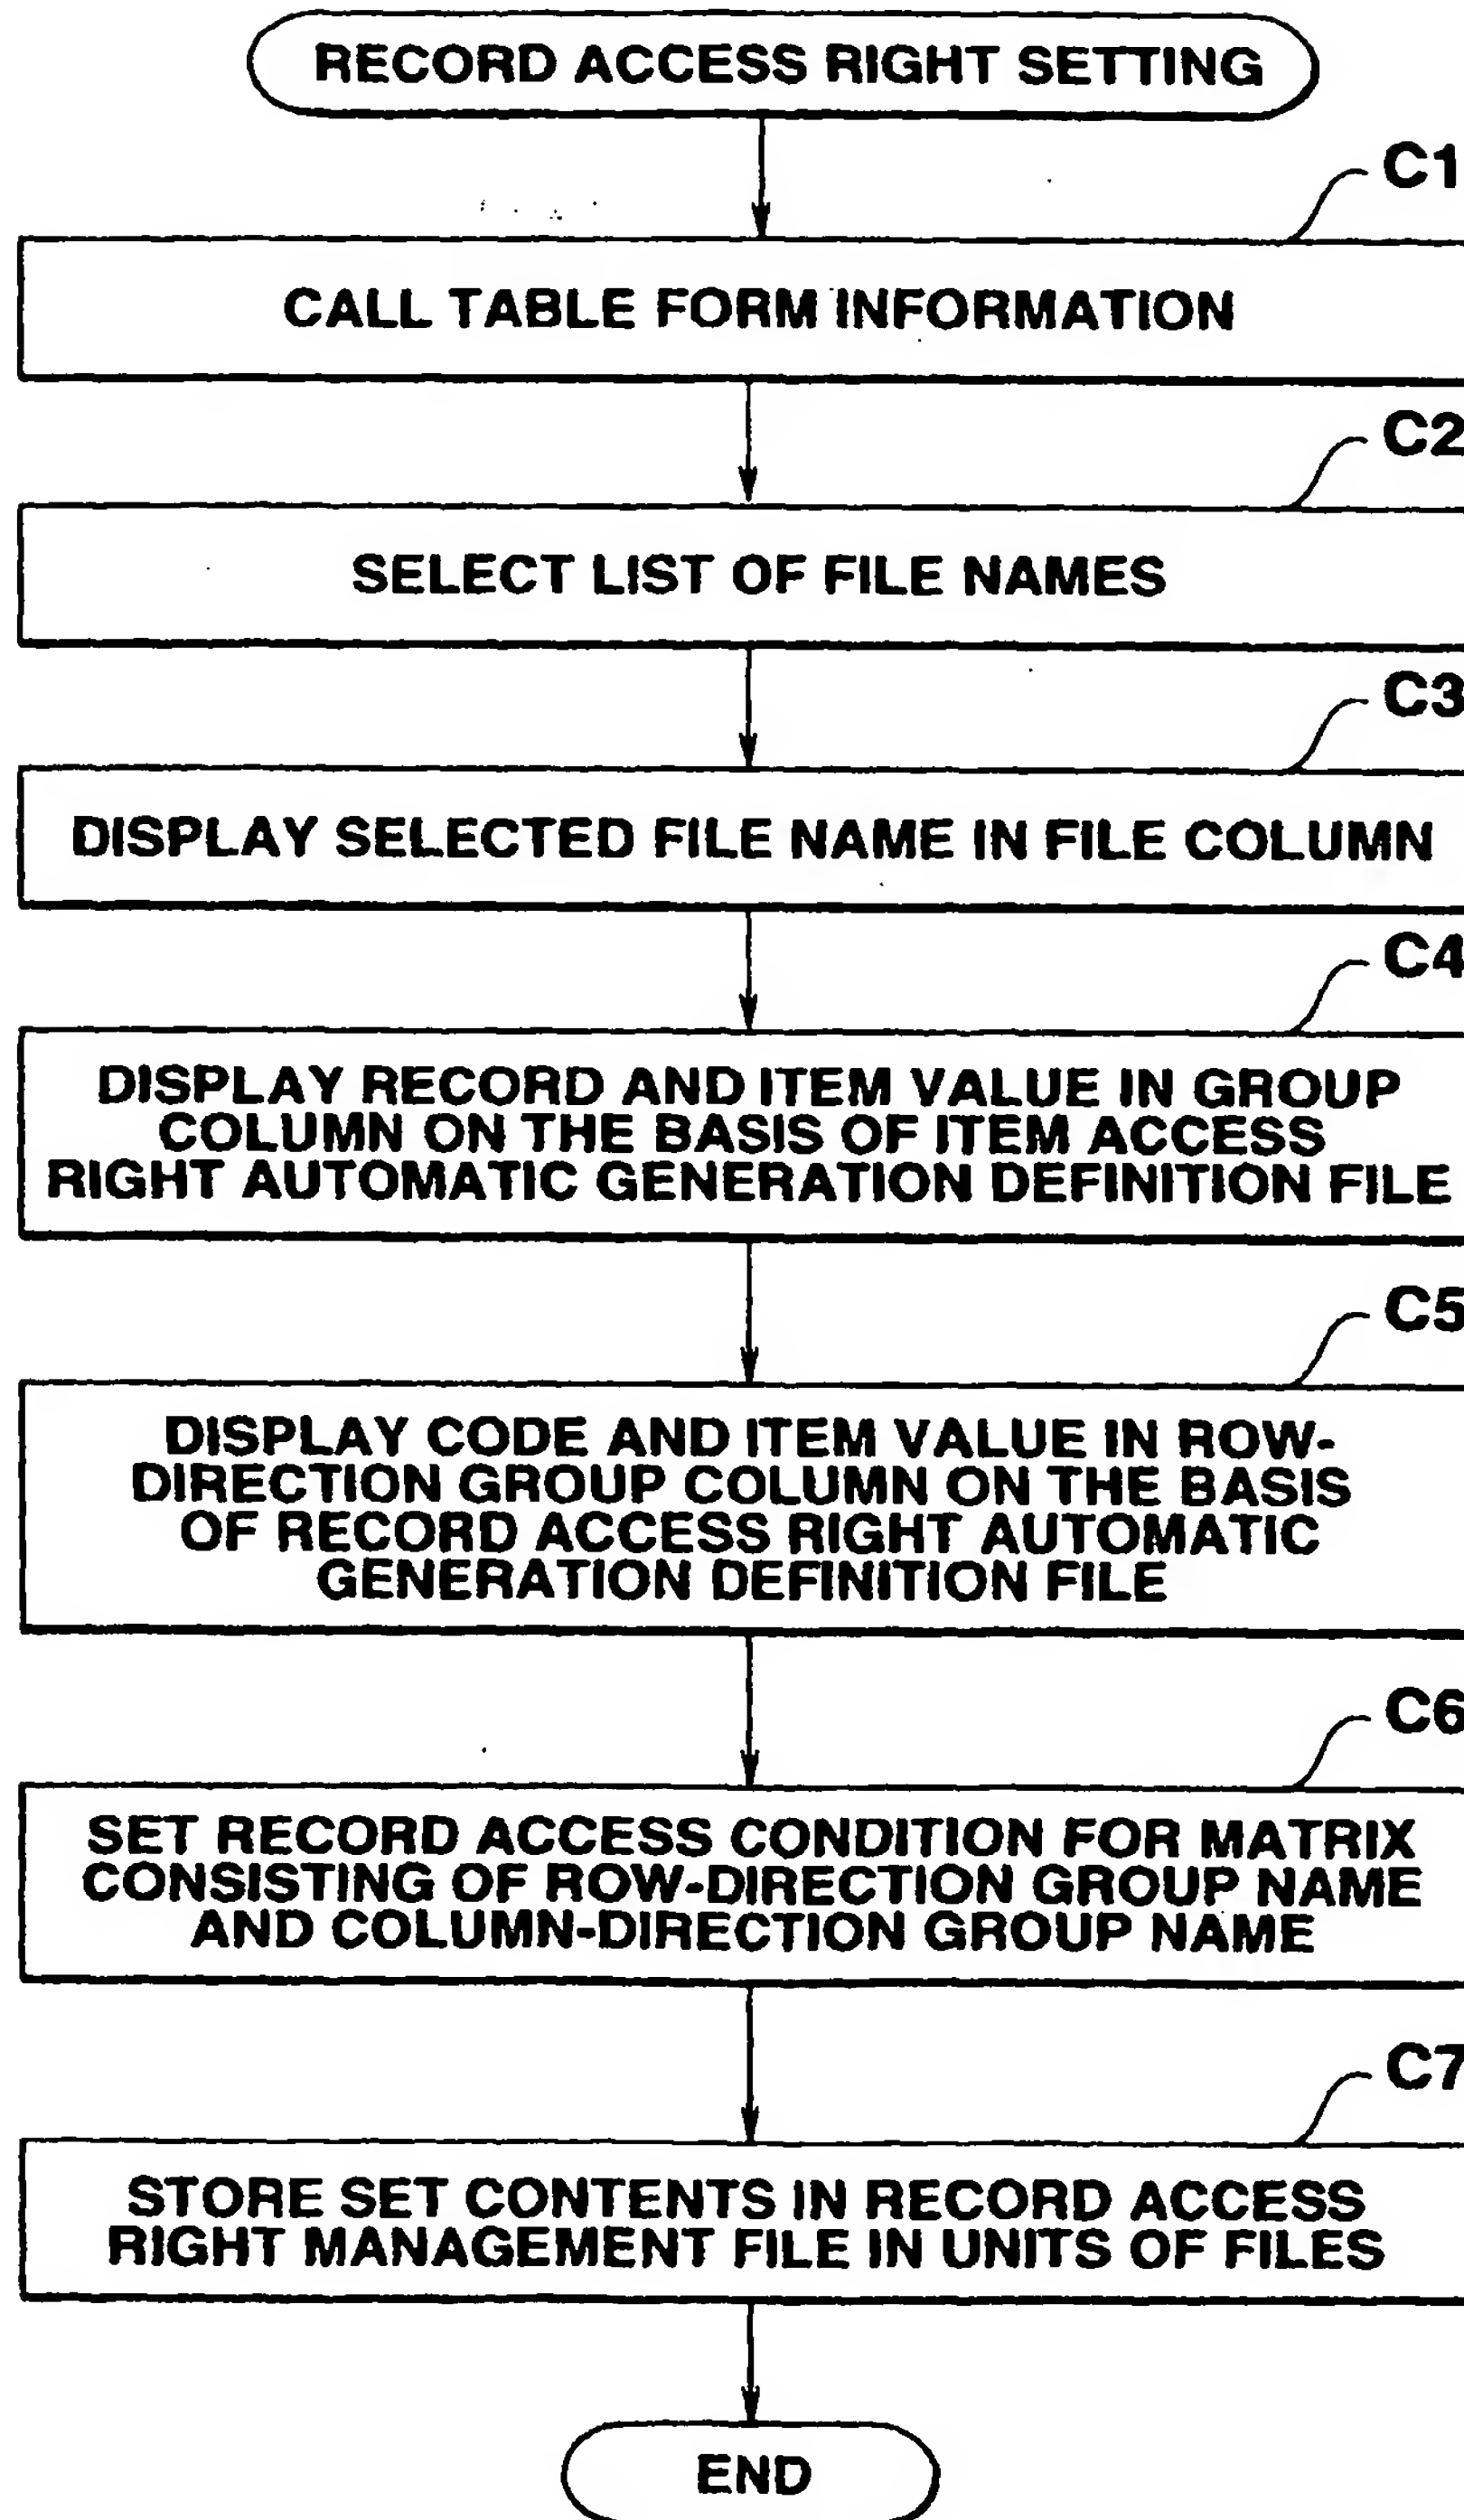 RECORD ACCESS RIGHT SETTING
C1
CALL TABLE FORM INFORMATION
C2
SELECT LIST OF FILE NAMES
C3
DISPLAY SELECTED FILE NAME IN FILE COLUMN
C4
DISPLAY RECORD AND ITEM VALUE IN GROUP
COLUMN ON THE BASIS OF ITEM ACCESS
RIGHT AUTOMATIC GENERATION DEFINITION FILE
C5
DISPLAY CODE AND ITEM VALUE IN ROW-
DIRECTION GROUP COLUMN ON THE BASIS
OF RECORD ACCESS RIGHT AUTOMATIC
GENERATION DEFINITION FILE
C6
SET RECORD ACCESS CONDITION FOR MATRIX
CONSISTING OF ROW-DIRECTION GROUP NAME
AND COLUMN-DIRECTION GROUP NAME
C7
STORE SET CONTENTS IN RECORD ACCESS
RIGHT MANAGEMENT FILE IN UNITS OF FILES
END